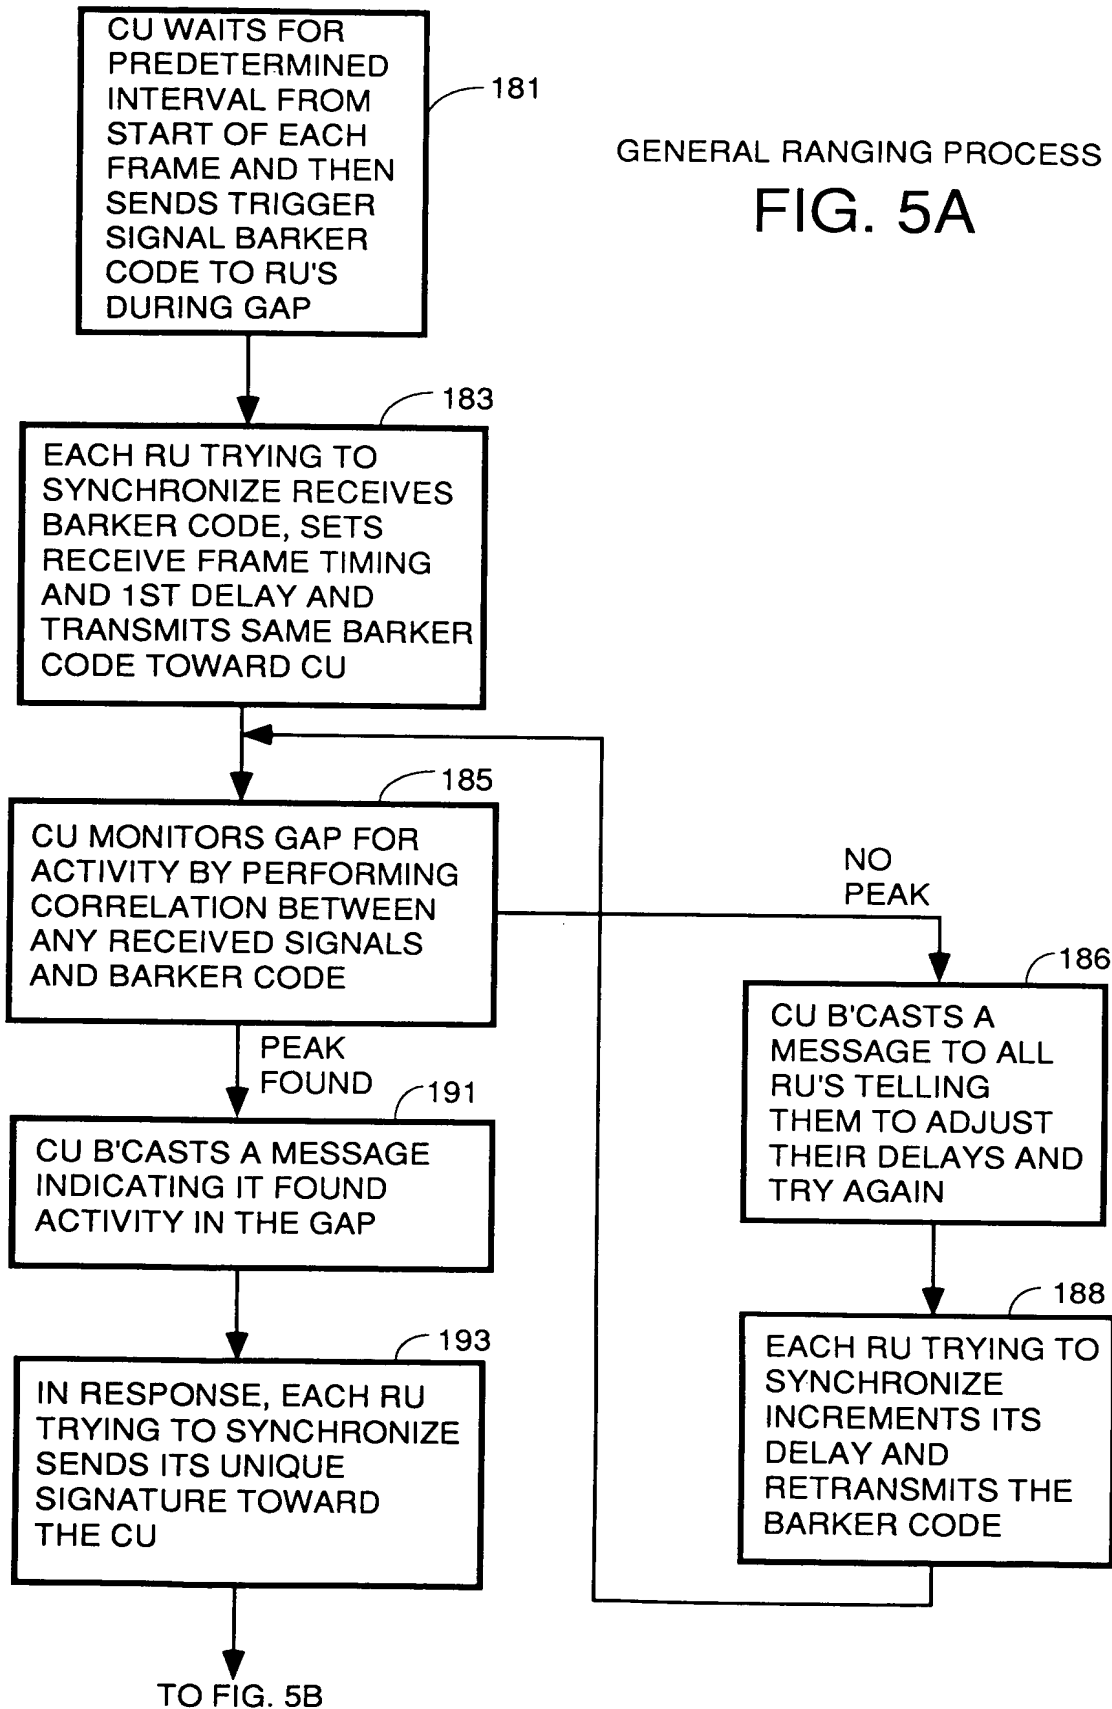 CU WAITS FOR
PREDETERMINED
INTERVAL FROM
START OF EACH
FRAME AND THEN
SENDS TRIGGER
SIGNAL BARKER
CODE TO RU'S
DURING GAP
181
GENERAL RANGING PROCESS
FIG. 5A
183
EACH RU TRYING TO
SYNCHRONIZE RECEIVES
BARKER CODE, SETS
RECEIVE FRAME TIMING
AND 1ST DELAY AND
TRANSMITS SAME BARKER
CODE TOWARD CU
185
CU MONITORS GAP FOR
ACTIVITY BY PERFORMING
CORRELATION BETWEEN
ANY RECEIVED SIGNALS
AND BARKER CODE
NO
PEAK
186
CU B'CASTS A
MESSAGE TO ALL
RU'S TELLING
THEM TO ADJUST
THEIR DELAYS AND
TRY AGAIN
PEAK
FOUND
191
CU B'CASTS A MESSAGE
INDICATING IT FOUND
ACTIVITY IN THE GAP
188
EACH RU TRYING TO
SYNCHRONIZE
INCREMENTS ITS
DELAY AND
RETRANSMITS THE
BARKER CODE
193
IN RESPONSE, EACH RU
TRYING TO SYNCHRONIZE
SENDS ITS UNIQUE
SIGNATURE TOWARD
THE CU
TO FIG. 5B